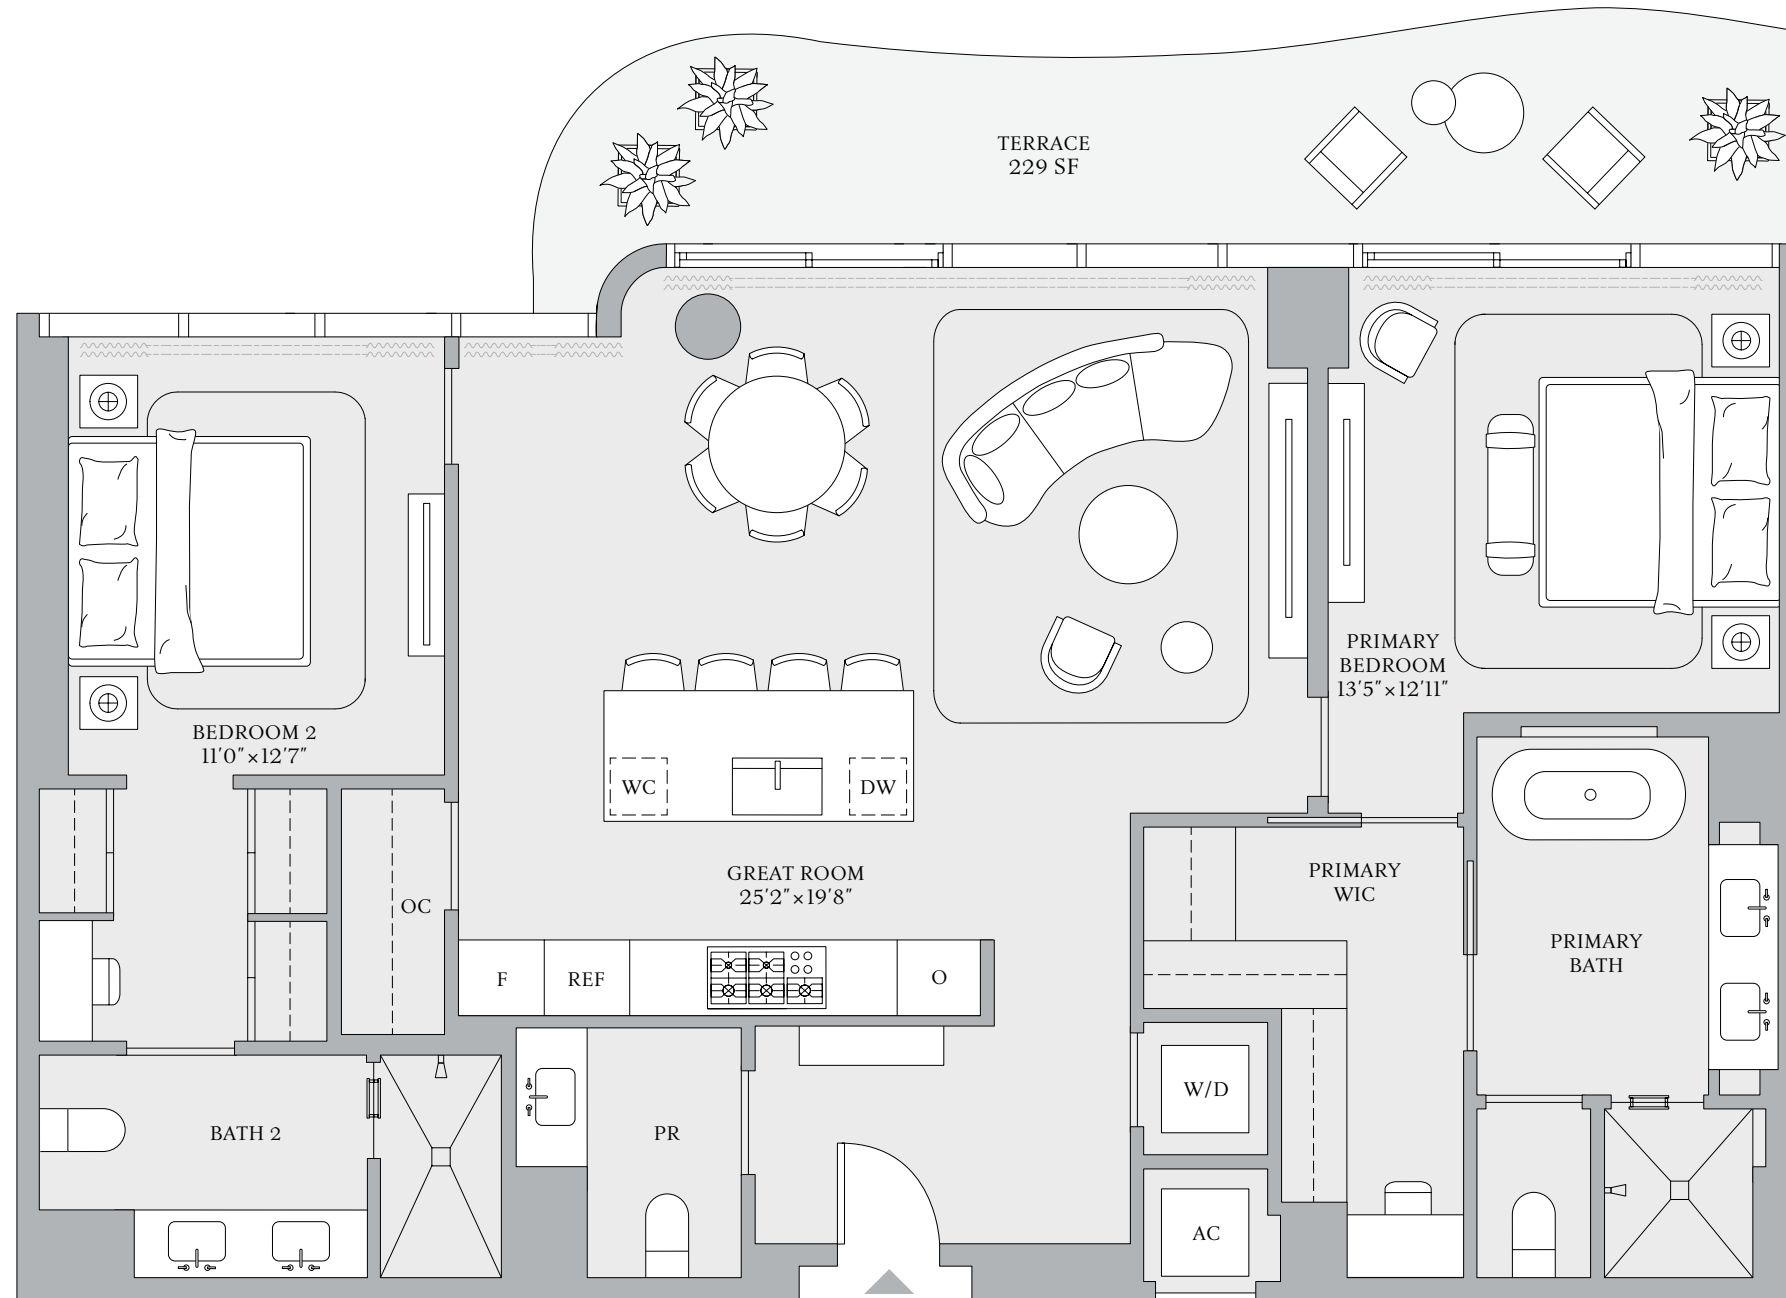 TERRACE
229 SF
PRIMARY
BEDROOM
13'5"×12'11"
BEDROOM 2
11'0"×12'7"
WC
DW
GREAT ROOM
25'2"×19'8"
PRIMARY
WIC
OC
PRIMARY
BATH
F
REF
O
W/D
BATH 2
PR
AC